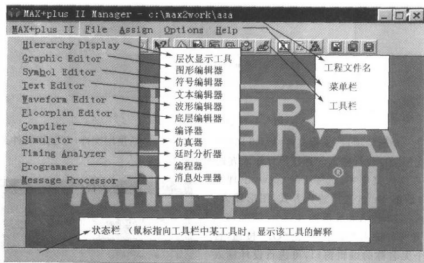 MAX+plus II Manager - c:\max2work\aaa
MAX+plus II File Assign Options Help
Hierarchy Display
Graphic Editor
Symbol Editor
Text Editor
Waveform Editor
Floorplan Editor
Compiler
Simulator
Timing Analyzer
Programmer
Message Processor
层次显示工具
图形编辑器
符号编辑器
文本编辑器
波形编辑器
底层编辑器
编译器
仿真器
延时分析器
编程器
消息处理器
工程文件名
菜单栏
工具栏
MAX+plus II
状态栏 （鼠标指向工具栏中某工具时，显示该工具的解释